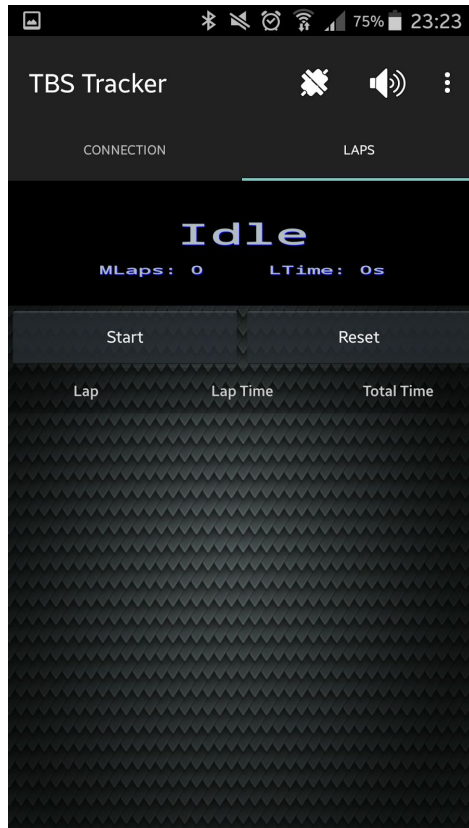 75% 23:23
TBS Tracker
CONNECTION LAPS
Idle
MLaps: 0 LTime: 0s
Start Reset
Lap Lap Time Total Time